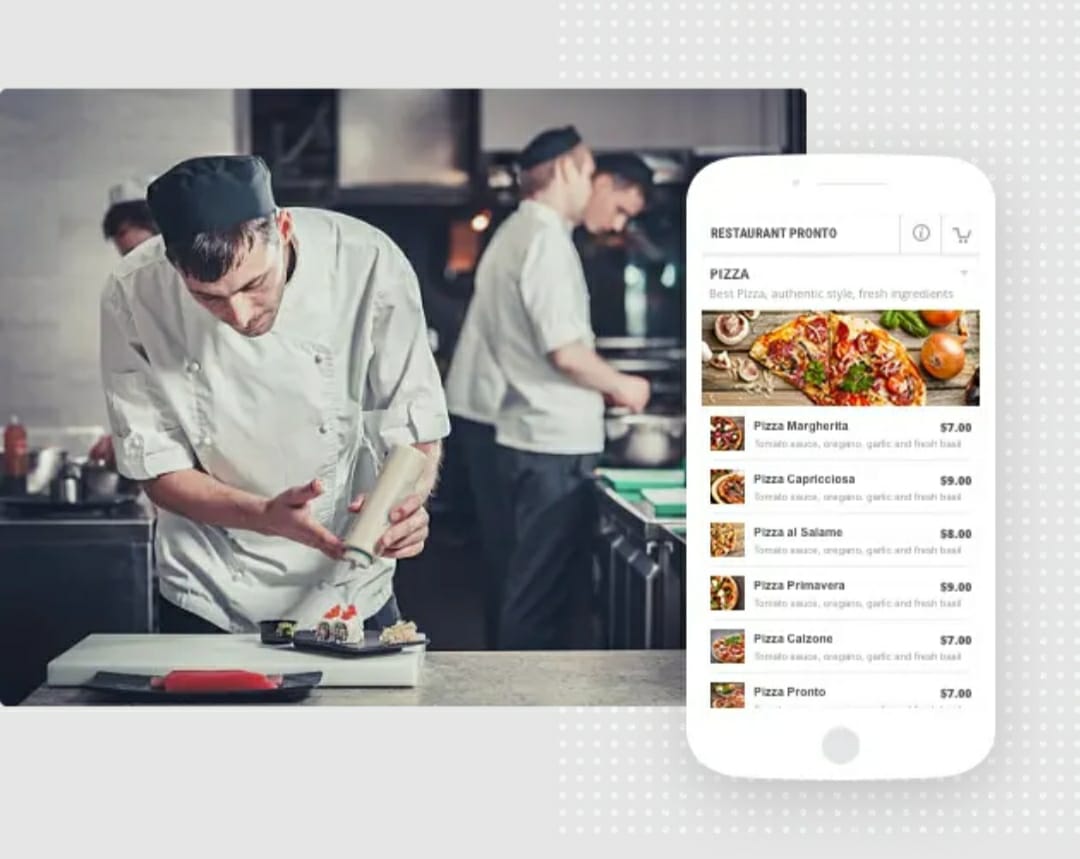 RESTAURANT PRONTO
PIZZA
Best Pizza, authentic style, fresh ingredients
Pizza Margherita $7.00
Tomato sauce, oregano, garlic and fresh basil
Pizza Capricciosa $9.00
Tomato sauce, oregano, garlic and fresh basil
Pizza al Salame $8.00
Tomato sauce, oregano, garlic and fresh basil
Pizza Primavera $9.00
Tomato sauce, oregano, garlic and fresh basil
Pizza Calzone $7.00
Tomato sauce, oregano, garlic and fresh basil
Pizza Pronto $7.00